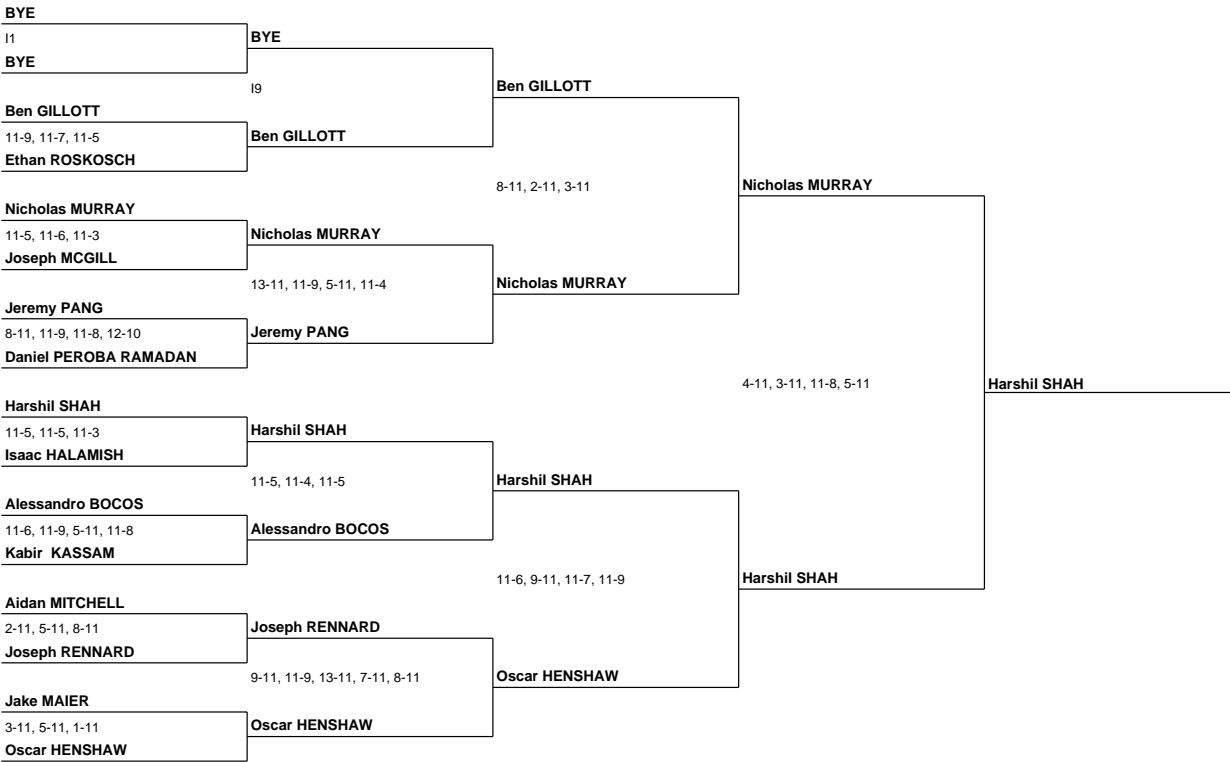 BYE
I1
BYE
BYE
I9
Ben GILLOTT
Ben GILLOTT
11-9, 11-7, 11-5
Ethan ROSKOSCH
Ben GILLOTT
8-11, 2-11, 3-11
Nicholas MURRAY
Nicholas MURRAY
11-5, 11-6, 11-3
Joseph MCGILL
Nicholas MURRAY
13-11, 11-9, 5-11, 11-4
Nicholas MURRAY
Jeremy PANG
8-11, 11-9, 11-8, 12-10
Daniel PEROBA RAMADAN
Jeremy PANG
4-11, 3-11, 11-8, 5-11
Harshil SHAH
Harshil SHAH
11-5, 11-5, 11-3
Isaac HALAMISH
Harshil SHAH
11-5, 11-4, 11-5
Harshil SHAH
Alessandro BOCOS
11-6, 11-9, 5-11, 11-8
Kabir KASSAM
Alessandro BOCOS
11-6, 9-11, 11-7, 11-9
Harshil SHAH
Aidan MITCHELL
2-11, 5-11, 8-11
Joseph RENNARD
Joseph RENNARD
9-11, 11-9, 13-11, 7-11, 8-11
Oscar HENSHAW
Jake MAIER
3-11, 5-11, 1-11
Oscar HENSHAW
Oscar HENSHAW